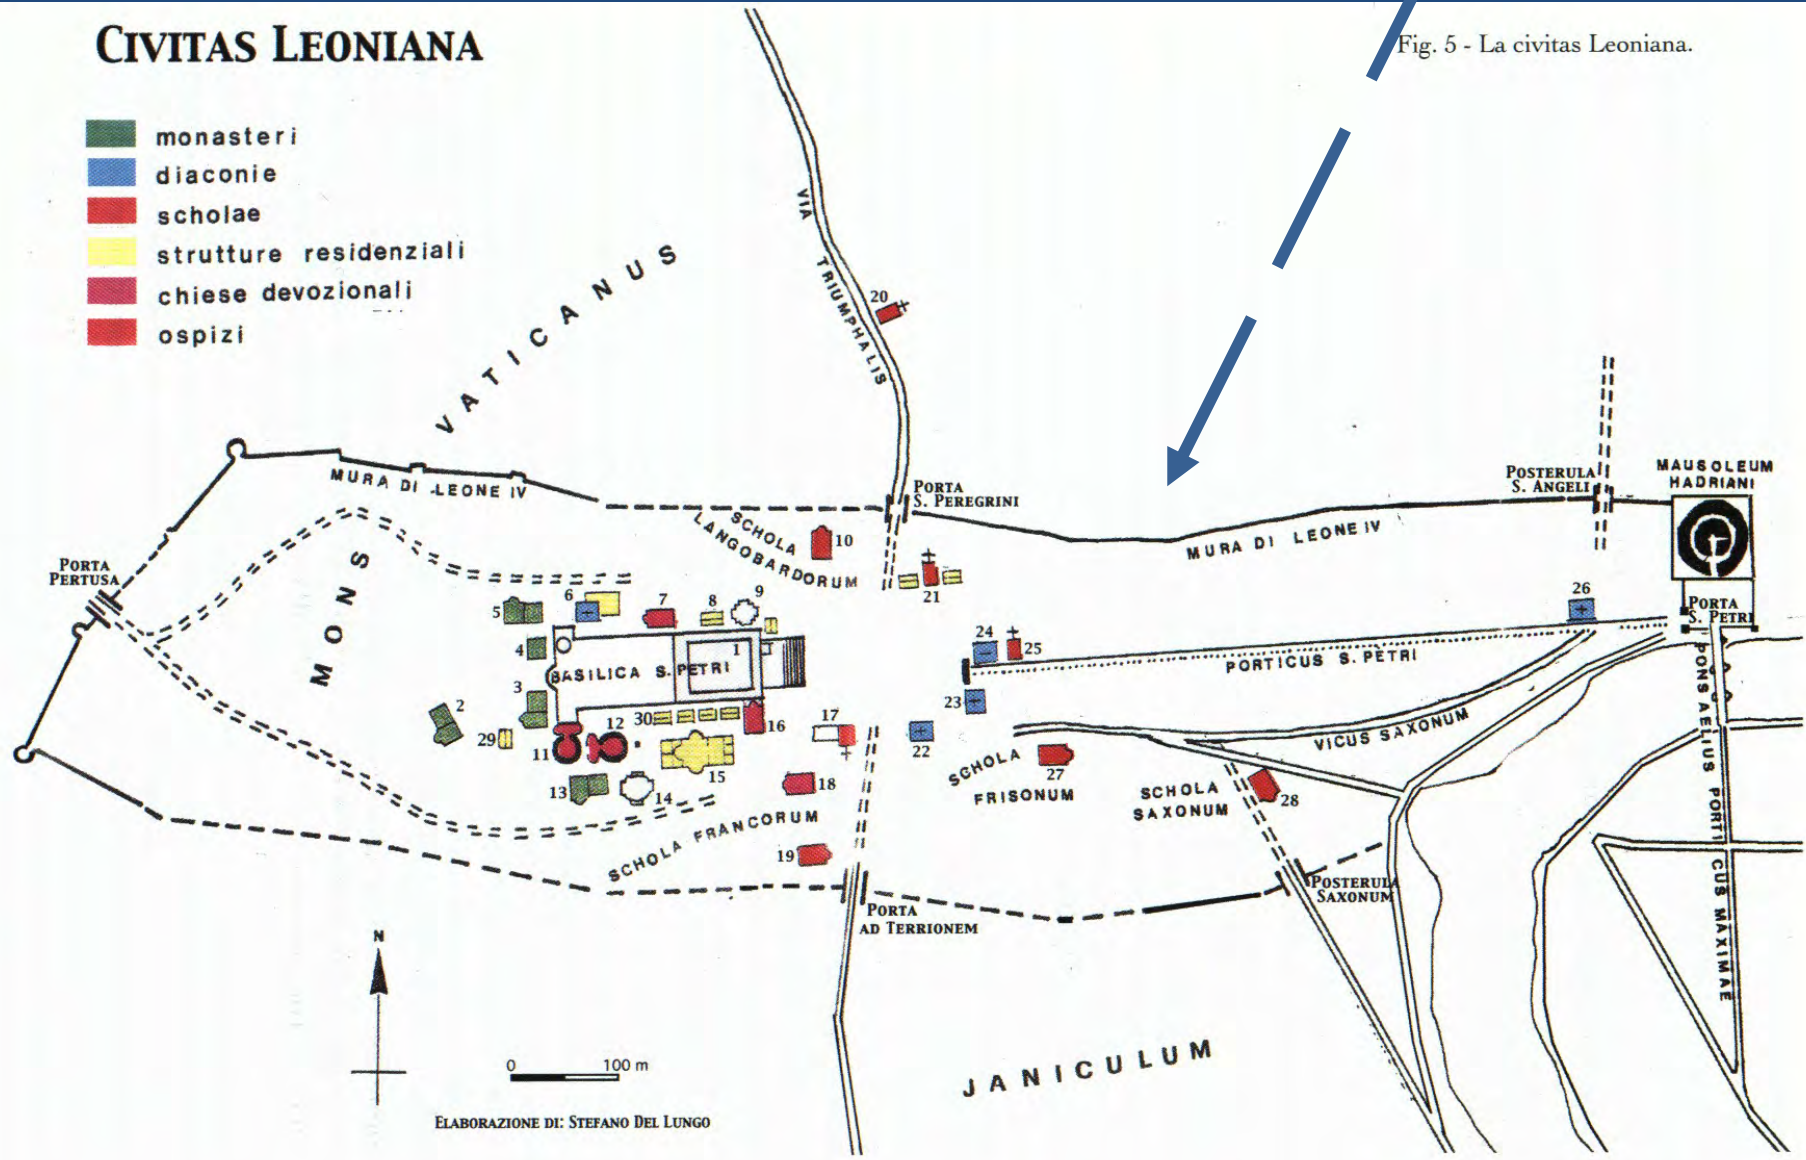 CIVITAS LEONIANA
Fig. 5 - La civitas Leoniana.
monasteri
diaconie
scholae
strutture residenziali
chiese devozionali
ospizi
VATICANUS
MONS
VIA TRIUMPHALIS
20
MURA DI LEONE IV
PORTA
S. PEREGRINI
POSTERULA
S. ANGELI
MAUSOLEUM
HADRIANI
MURA DI LEONE IV
SCHOLA
LANGOBARDORUM
10
PORTA
PERTUSA
5
6
7
8
9
21
26
PORTA
S. PETRI
4
1
BASILICA S. PETRI
24
25
PORTICUS S. PETRI
3
2
23
29
11
12
30
16
17
22
15
VICUS SAXONUM
13
14
18
SCHOLA
FRISONUM
27
SCHOLA
SAXONUM
28
SCHOLA FRANCORUM
19
PONS AELIUS PORTICUS MAXIMAE
PORTA
AD TERRIONEM
POSTERULA
SAXONUM
N
0 100 m
JANICULUM
ELABORAZIONE DI: STEFANO DEL LUNGO